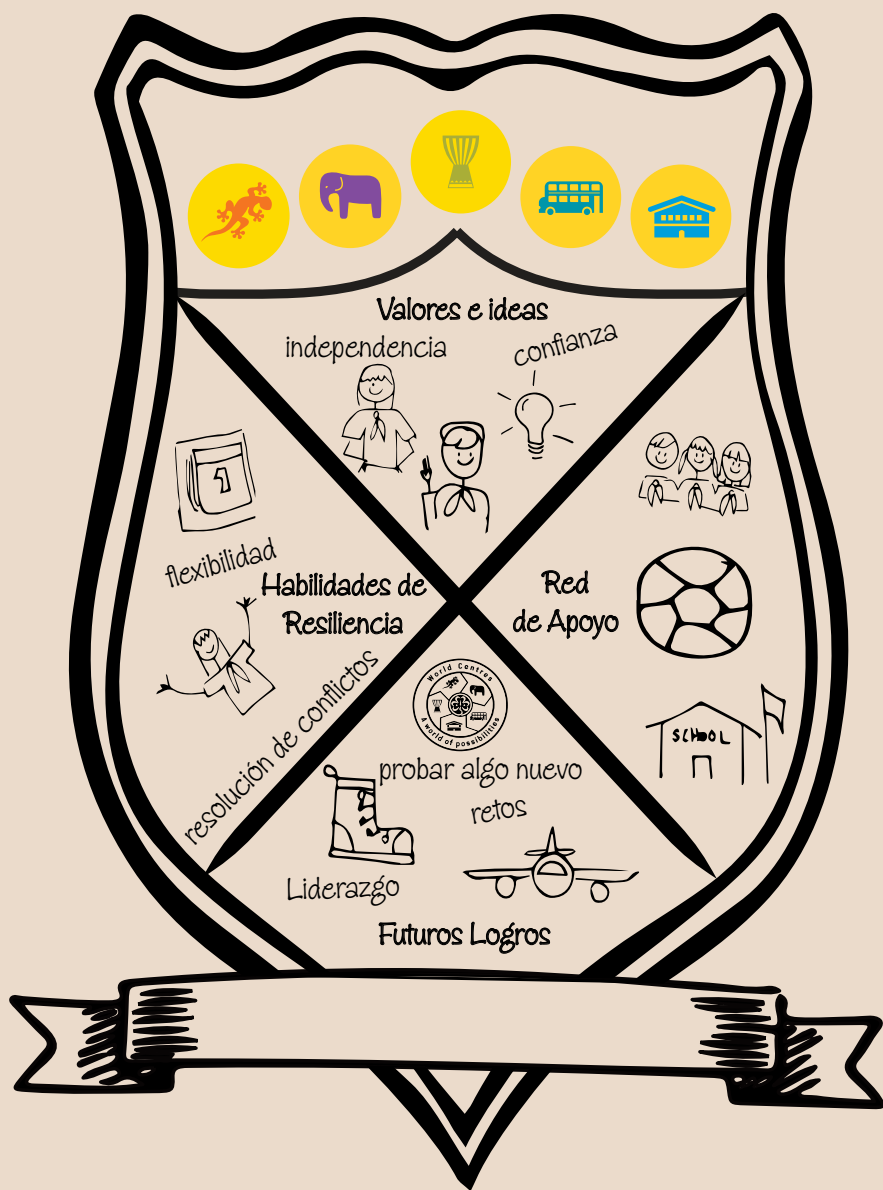 Valores e ideas
independencia
confianza
flexibilidad
Habilidades de
Resiliencia
resolución de conflictos
Red
de Apoyo
SCHOOL
World Centres
A world of possibilities
probar algo nuevo
retos
Liderazgo
Futuros Logros
1